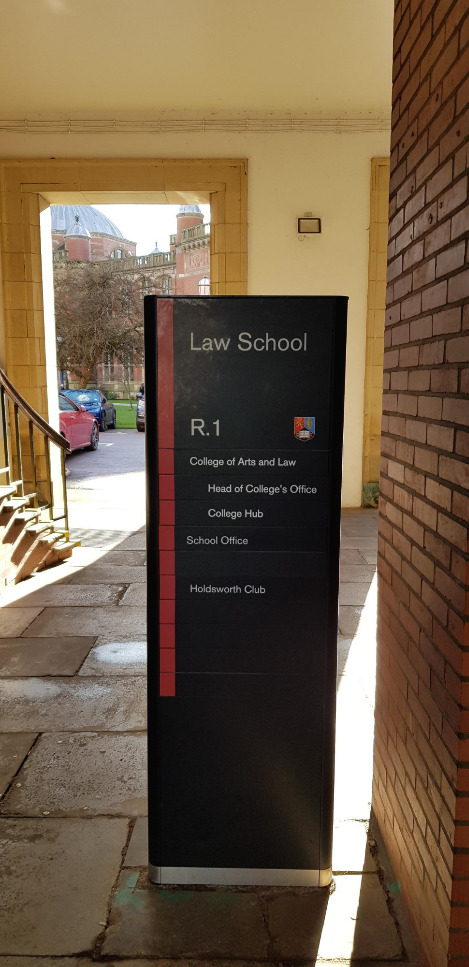 Law School
R.1
College of Arts and Law
Head of College's Office
College Hub
School Office
Holdsworth Club